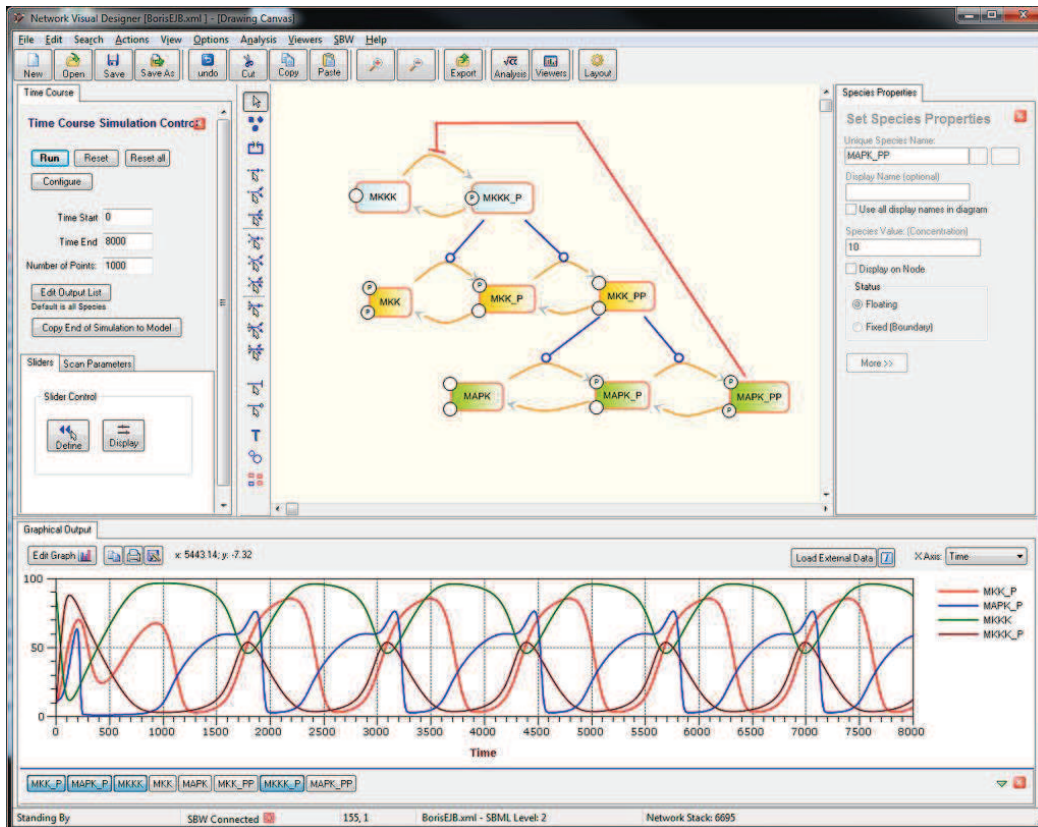 Network Visual Designer [BorisEJB.xml ] - [Drawing Canvas]
File Edit Search Actions View Options Analysis Viewers SBW Help
New Open Save Save As undo Cut Copy Paste Export Analysis Viewers Layout
√α
Time Course
Time Course Simulation Control
Run Reset Reset all
Configure
Time Start 0
Time End 8000
Number of Points: 1000
Edit Output List
Default is all Species
Copy End of Simulation to Model
Sliders Scan Parameters
Slider Control
Define Display
T
MKKK P MKKK_P
P MKK P P MKK_P MKK_PP
MAPK P MAPK_P P MAPK_PP P
Species Properties
Set Species Properties
Unique Species Name:
MAPK_PP
Display Name (optional)
Use all display names in diagram
Species Value: (Concentration)
10
Display on Node
Status
Floating
Fixed (Boundary)
More >>
Graphical Output
Edit Graph x: 5443.14; y: -7.32 Load External Data X Axis: Time
100
50
0
0 500 1000 1500 2000 2500 3000 3500 4000 4500 5000 5500 6000 6500 7000 7500 8000
Time
MKK_P
MAPK_P
MKKK
MKKK_P
MKK_P MAPK_P MKKK MKK MAPK MKK_PP MKKK_P MAPK_PP
Standing By SBW Connected 155, 1 BorisEJB.xml - SBML Level: 2 Network Stack: 6695